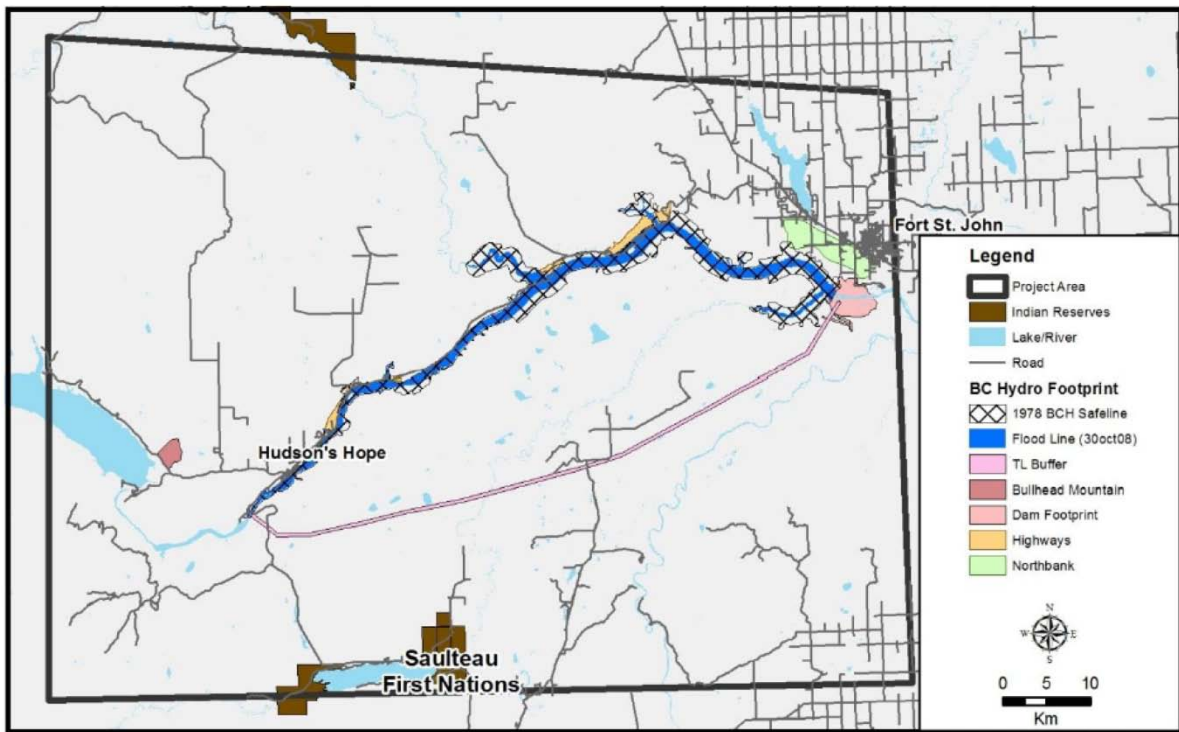 Fort St. John
Hudson's Hope
Saulteau
First Nations
Legend
Project Area
Indian Reserves
Lake/River
Road
BC Hydro Footprint
1978 BCH Safeline
Flood Line (30oct08)
TL Buffer
Bullhead Mountain
Dam Footprint
Highways
Northbank
N
W E
S
0 5 10
Km